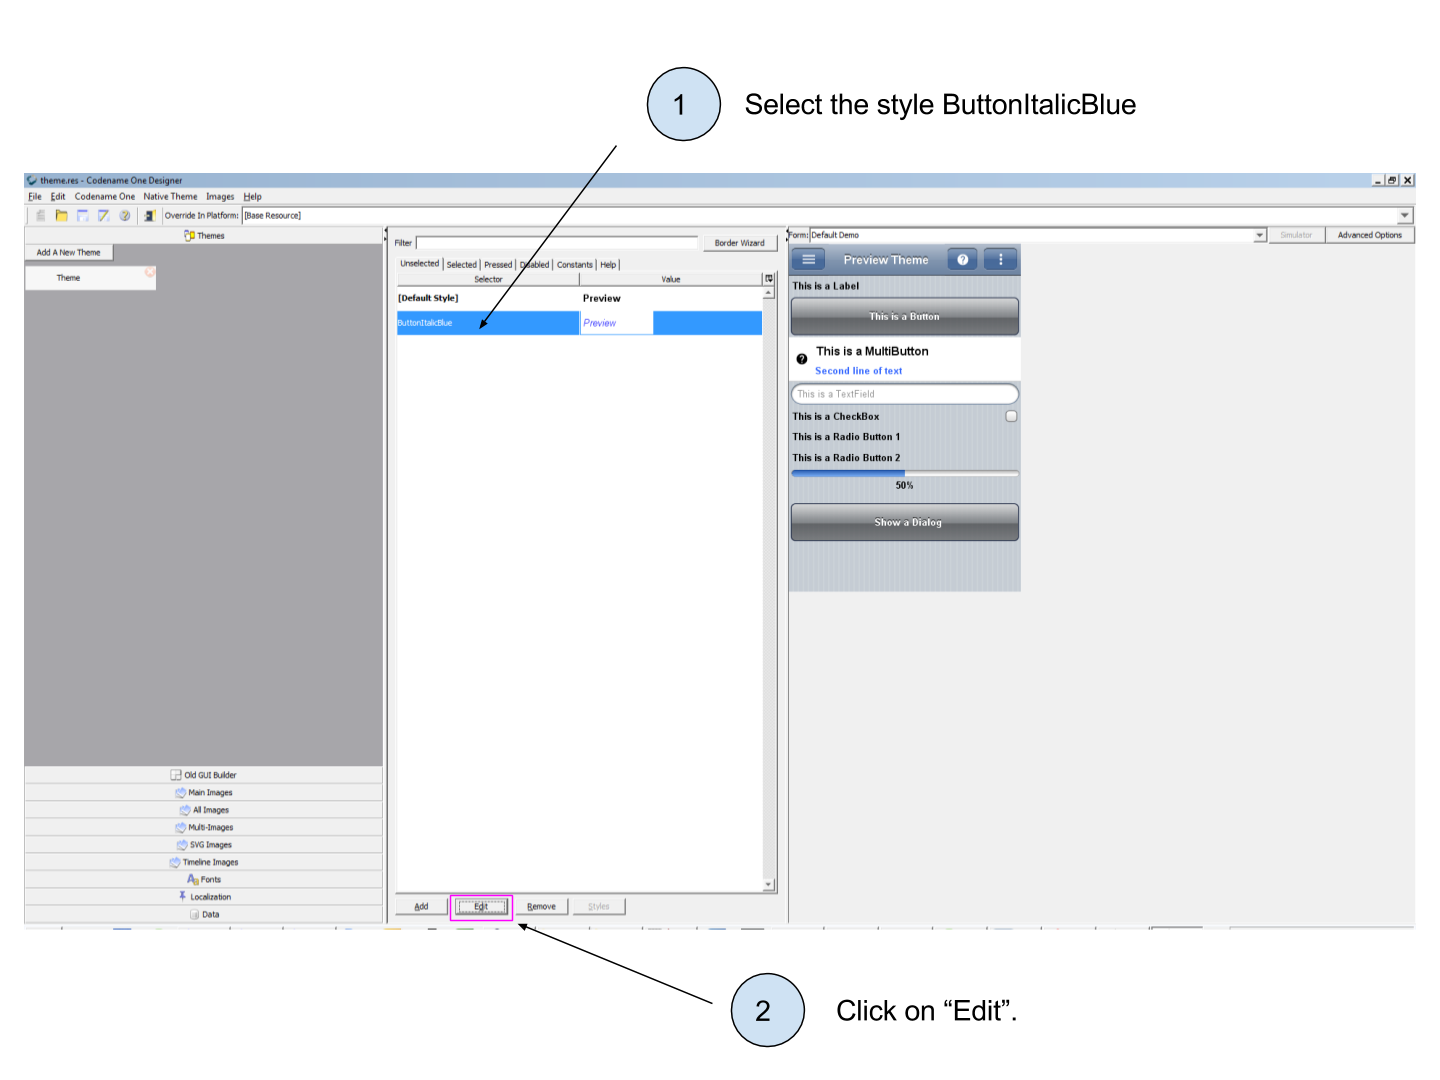 1
Select the style ButtonItalicBlue
theme.res - Codename One Designer
File Edit Codename One Native Theme Images Help
Override In Platform: [Base Resource]
Themes
Add A New Theme
Theme
Filter
Border Wizard
Unselected Selected Pressed Disabled Constants Help
Selector Value
[Default Style] Preview
ButtonItalicBlue Preview
Form: Default Demo
Simulator
Advanced Options
Preview Theme
This is a Label
This is a Button
This is a MultiButton
Second line of text
This is a TextField
This is a CheckBox
This is a Radio Button 1
This is a Radio Button 2
50%
Show a Dialog
Old GUI Builder
Main Images
All Images
Multi-Images
SVG Images
Timeline Images
Fonts
Localization
Data
Add Edit Remove Styles
2
Click on “Edit”.